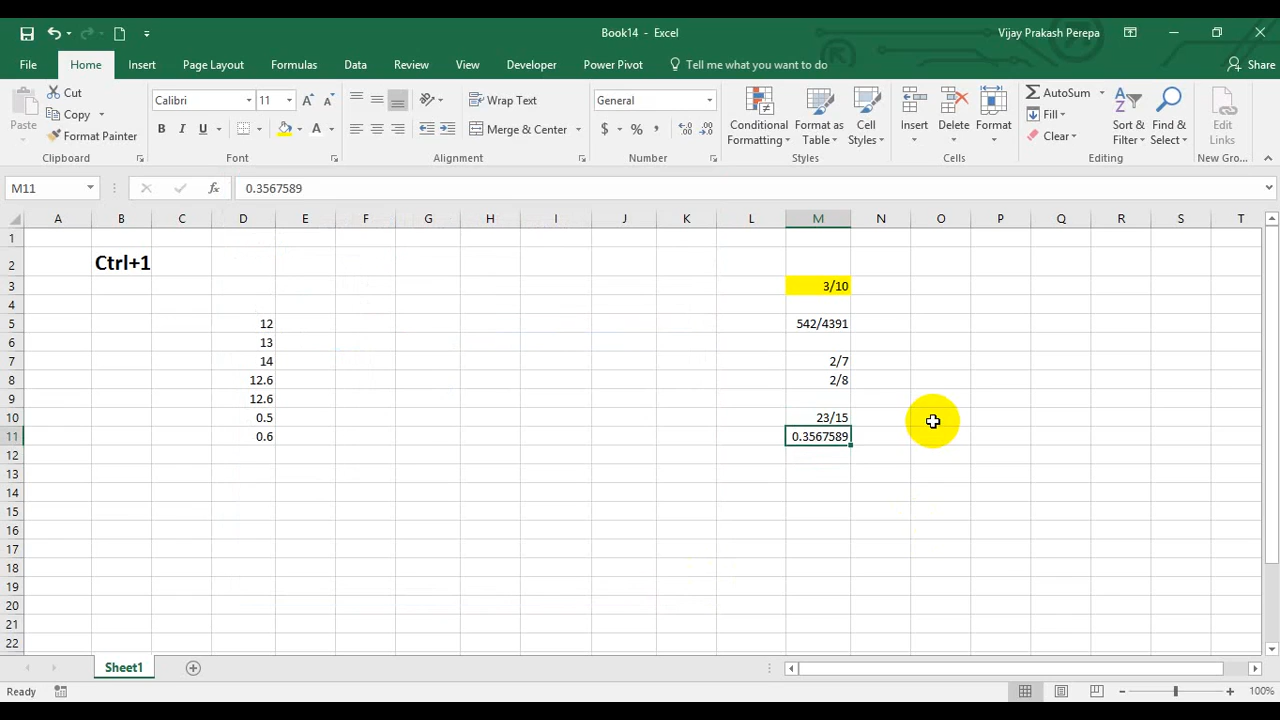 Book14 - Excel
Vijay Prakash Perepa
File Home Insert Page Layout Formulas Data Review View Developer Power Pivot Tell me what you want to do Share
Paste
Cut
Copy
Format Painter
Clipboard
Calibri 11
B I U A
Font
Wrap Text
Merge & Center
Alignment
General
$ % ,
Number
Conditional Formatting
Format as Table
Cell Styles
Styles
Insert
Delete
Format
Cells
AutoSum
Fill
Clear
Sort & Filter
Find & Select
Editing
Edit Links
New Gro...
M11 fx 0.3567589
A B C D E F G H I J K L M N O P Q R S T
1
2 Ctrl+1
3 3/10
4
5 12 542/4391
6 13
7 14 2/7
8 12.6 2/8
9 12.6
10 0.5 23/15
11 0.6 0.3567589
12
13
14
15
16
17
18
19
20
21
22
Sheet1
Ready 100%